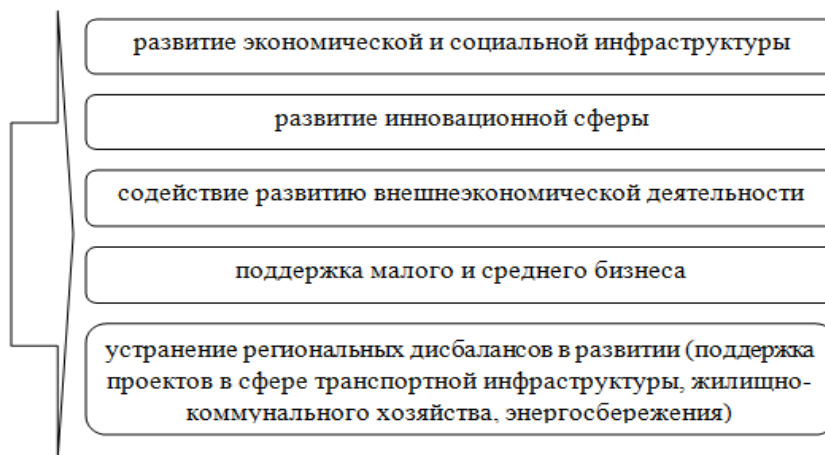 развитие экономической и социальной инфраструктуры
развитие инновационной сферы
содействие развитию внешнеэкономической деятельности
поддержка малого и среднего бизнеса
устранение региональных дисбалансов в развитии (поддержка
проектов в сфере транспортной инфраструктуры, жилищно-
коммунального хозяйства, энергосбережения)